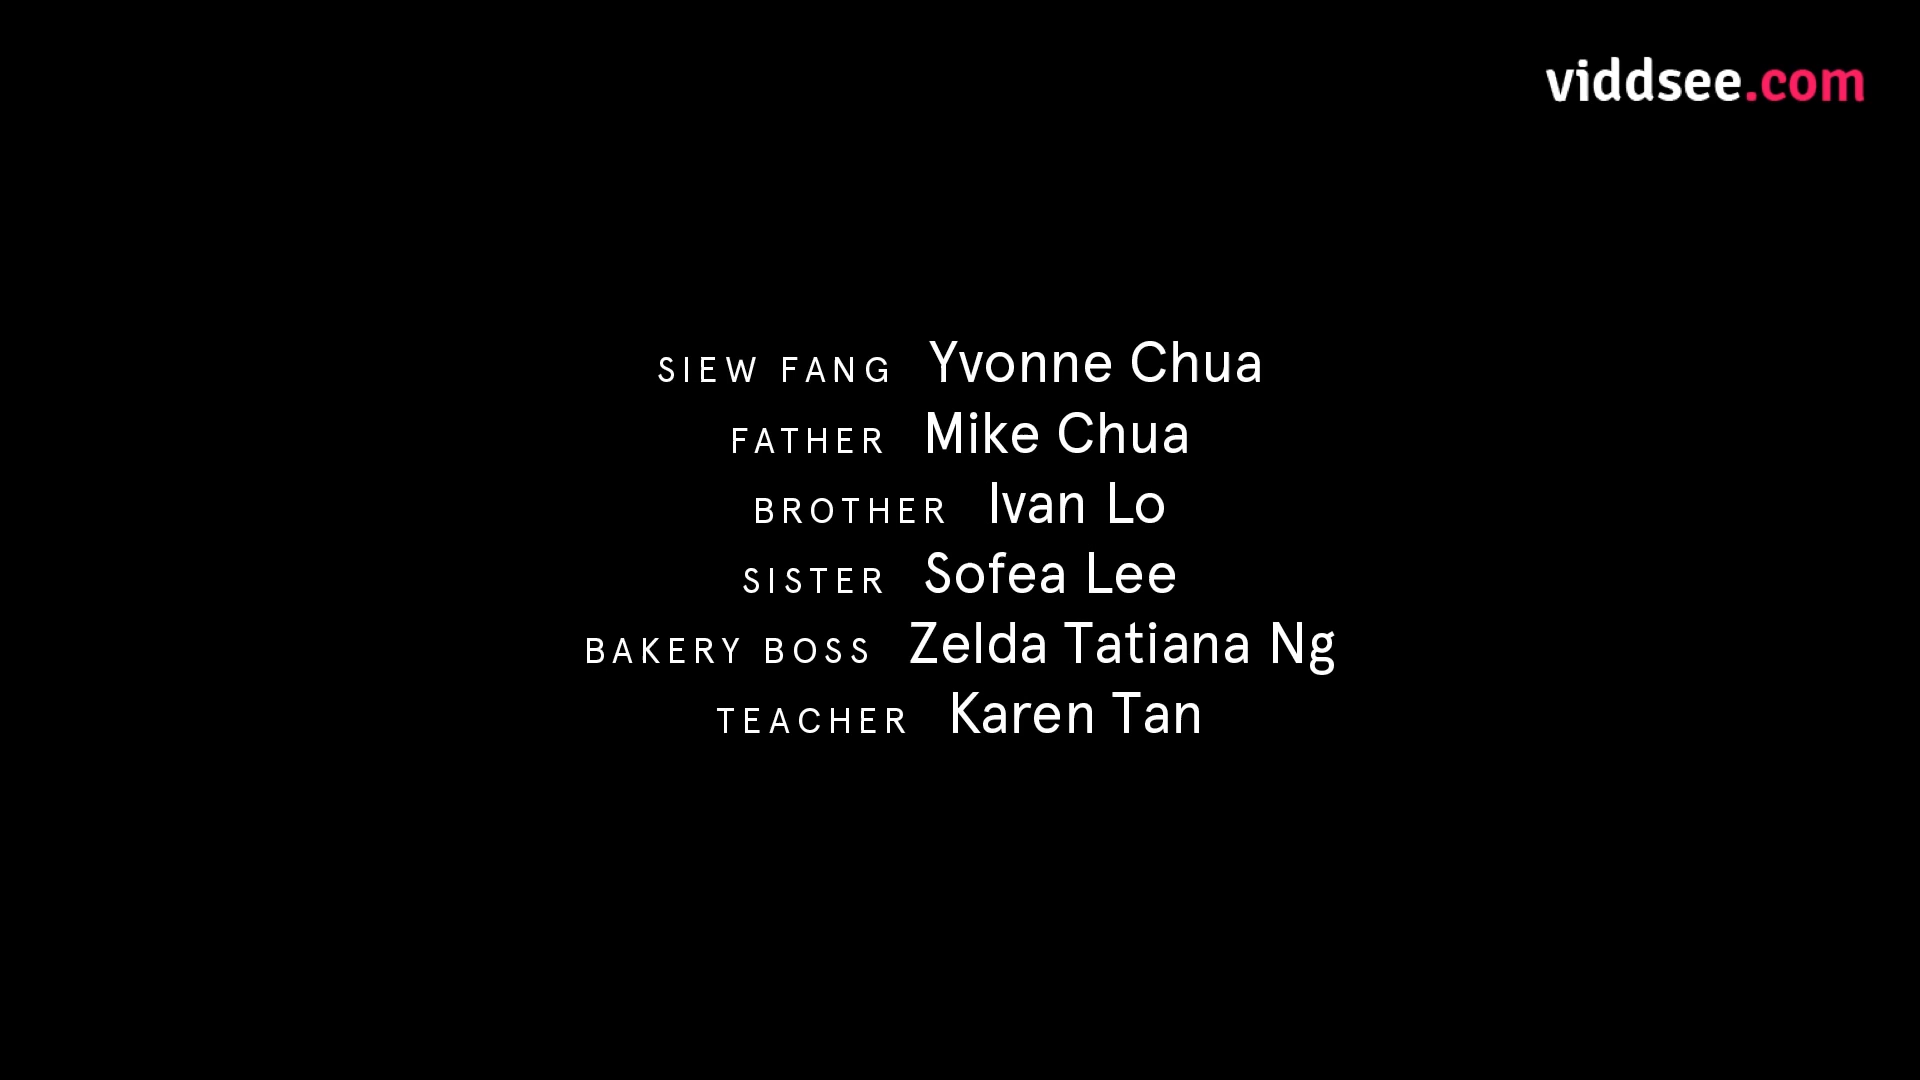 viddsee.com
SIEW FANG Yvonne Chua
FATHER Mike Chua
BROTHER Ivan Lo
SISTER Sofea Lee
BAKERY BOSS Zelda Tatiana Ng
TEACHER Karen Tan